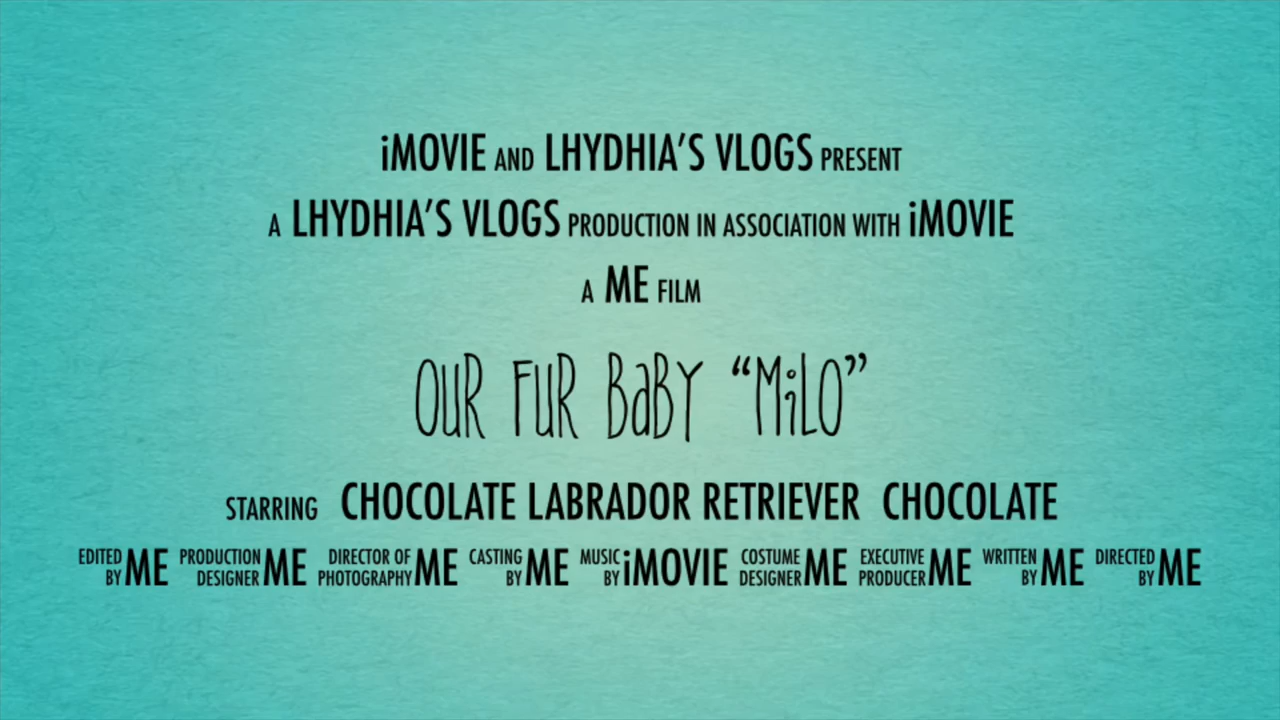 iMOVIE AND LHYDHIA'S VLOGS PRESENT
A LHYDHIA'S VLOGS PRODUCTION IN ASSOCIATION WITH iMOVIE
A ME FILM
OUR FUR BaBY “MiLO”
STARRING CHOCOLATE LABRADOR RETRIEVER CHOCOLATE
EDITED BY ME PRODUCTION DESIGNER ME DIRECTOR OF PHOTOGRAPHY ME CASTING BY ME MUSIC BY iMOVIE COSTUME DESIGNER ME EXECUTIVE PRODUCER ME WRITTEN BY ME DIRECTED BY ME